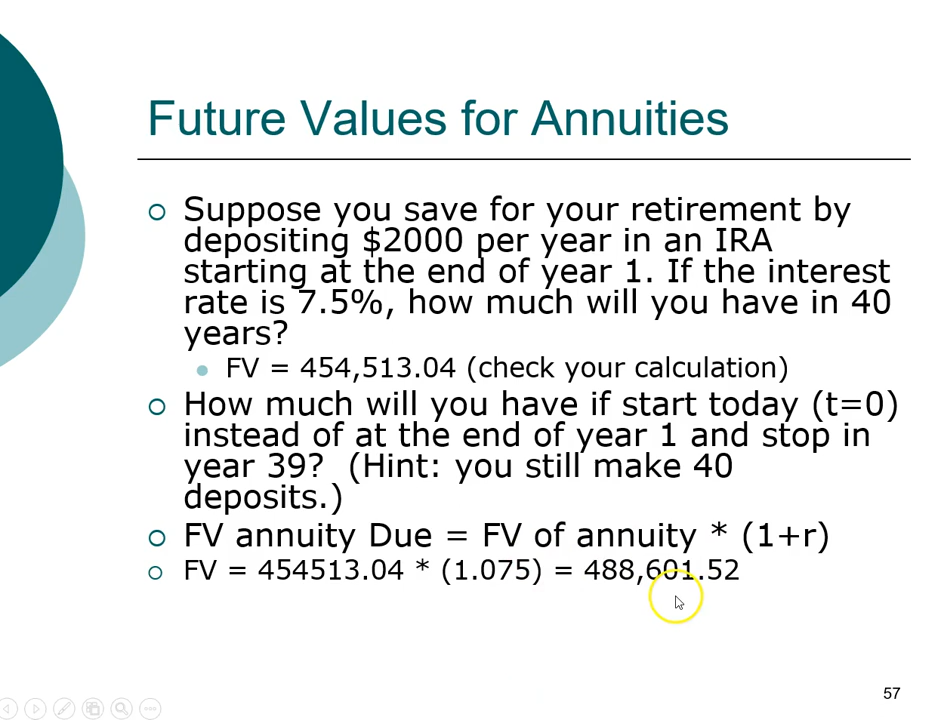 Future Values for Annuities
Suppose you save for your retirement by
depositing $2000 per year in an IRA
starting at the end of year 1. If the interest
rate is 7.5%, how much will you have in 40
years?
FV = 454,513.04 (check your calculation)
How much will you have if start today (t=0)
instead of at the end of year 1 and stop in
year 39? (Hint: you still make 40
deposits.)
FV annuity Due = FV of annuity * (1+r)
FV = 454513.04 * (1.075) = 488,601.52
57